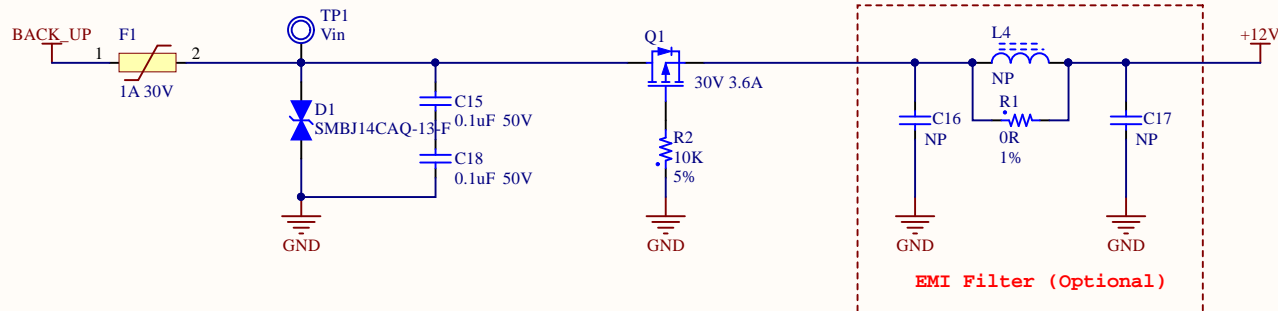 BACK_UP
F1
1
2
1A 30V
TP1
Vin
D1
SMBJ14CAQ-13-F
C15
0.1uF 50V
C18
0.1uF 50V
GND
Q1
30V 3.6A
R2
10K
5%
GND
L4
NP
R1
0R
1%
C16
NP
C17
NP
+12V
GND
GND
EMI Filter (Optional)